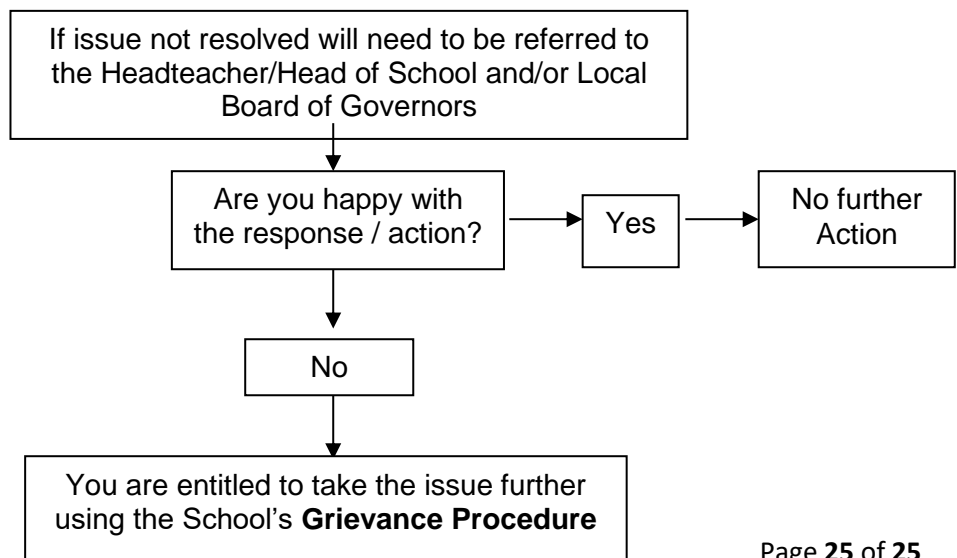 If issue not resolved will need to be referred to
the Headteacher/Head of School and/or Local
Board of Governors
Are you happy with
the response / action?
Yes
No further
Action
No
You are entitled to take the issue further
using the School's Grievance Procedure
Page 25 of 25